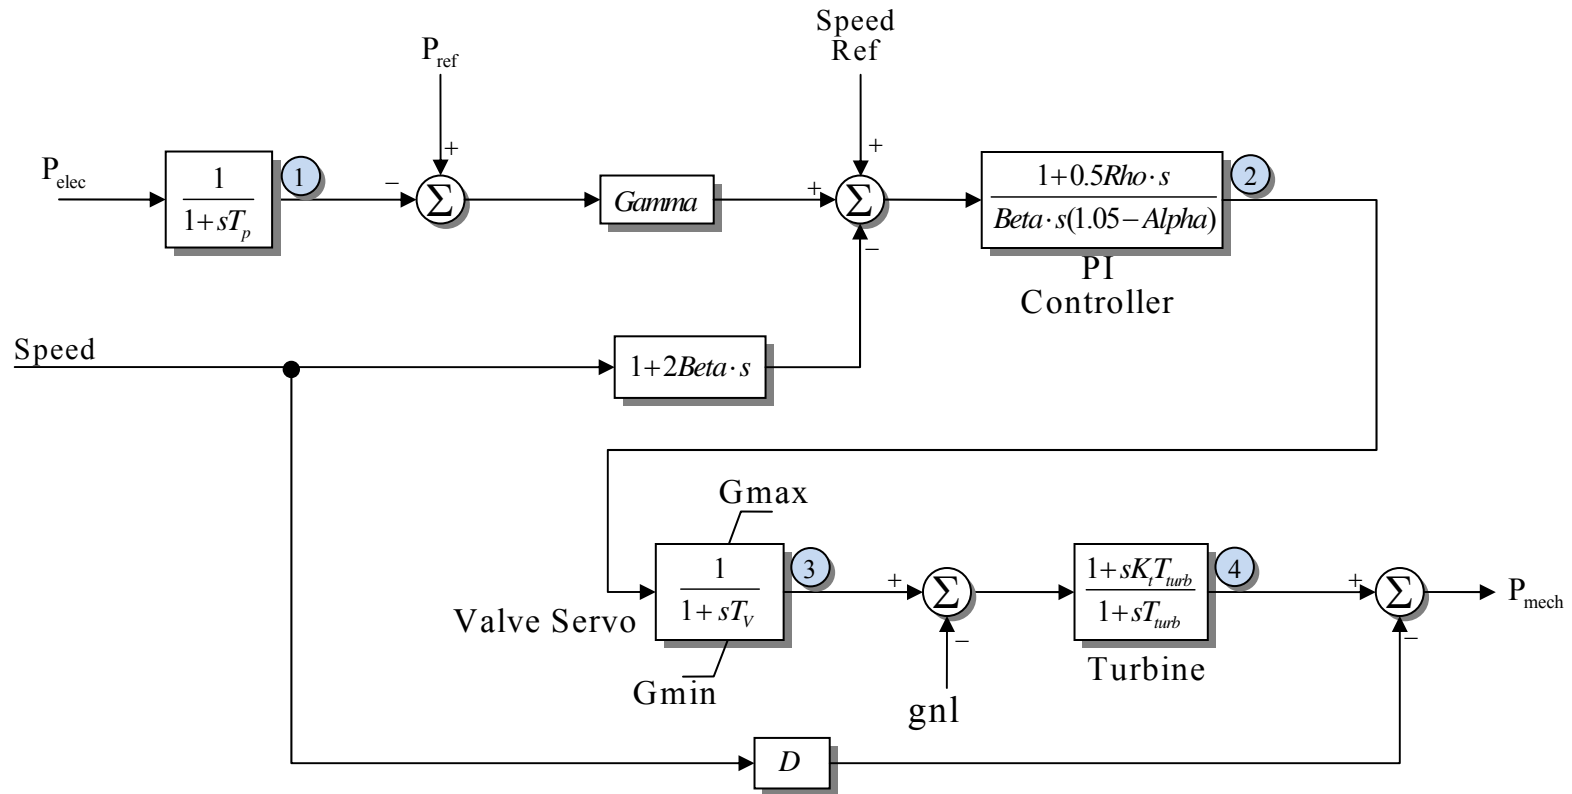 Speed
Ref
P_ref
+
+
P_elec
1
1+sT_p
1
−
Σ
Gamma
+
Σ
−
1+0.5Rho·s
Beta·s(1.05−Alpha)
2
PI
Controller
Speed
1+2Beta·s
Gmax
1
1+sT_V
3
Valve Servo
Gmin
+
Σ
−
gnl
1+sK_tT_turb
1+sT_turb
4
Turbine
+
Σ
−
P_mech
D